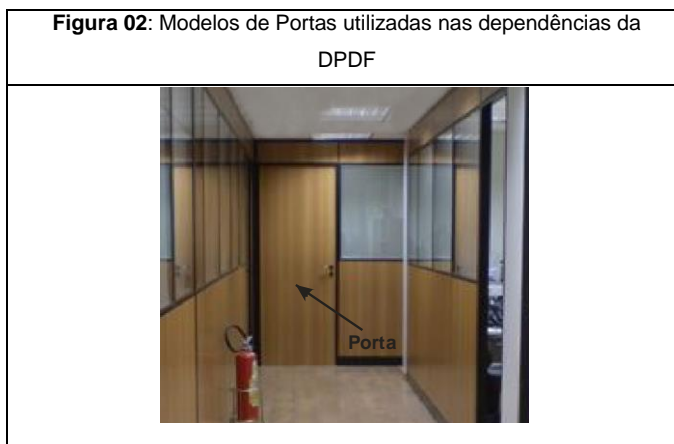 Figura 02: Modelos de Portas utilizadas nas dependências da
DPDF
Porta